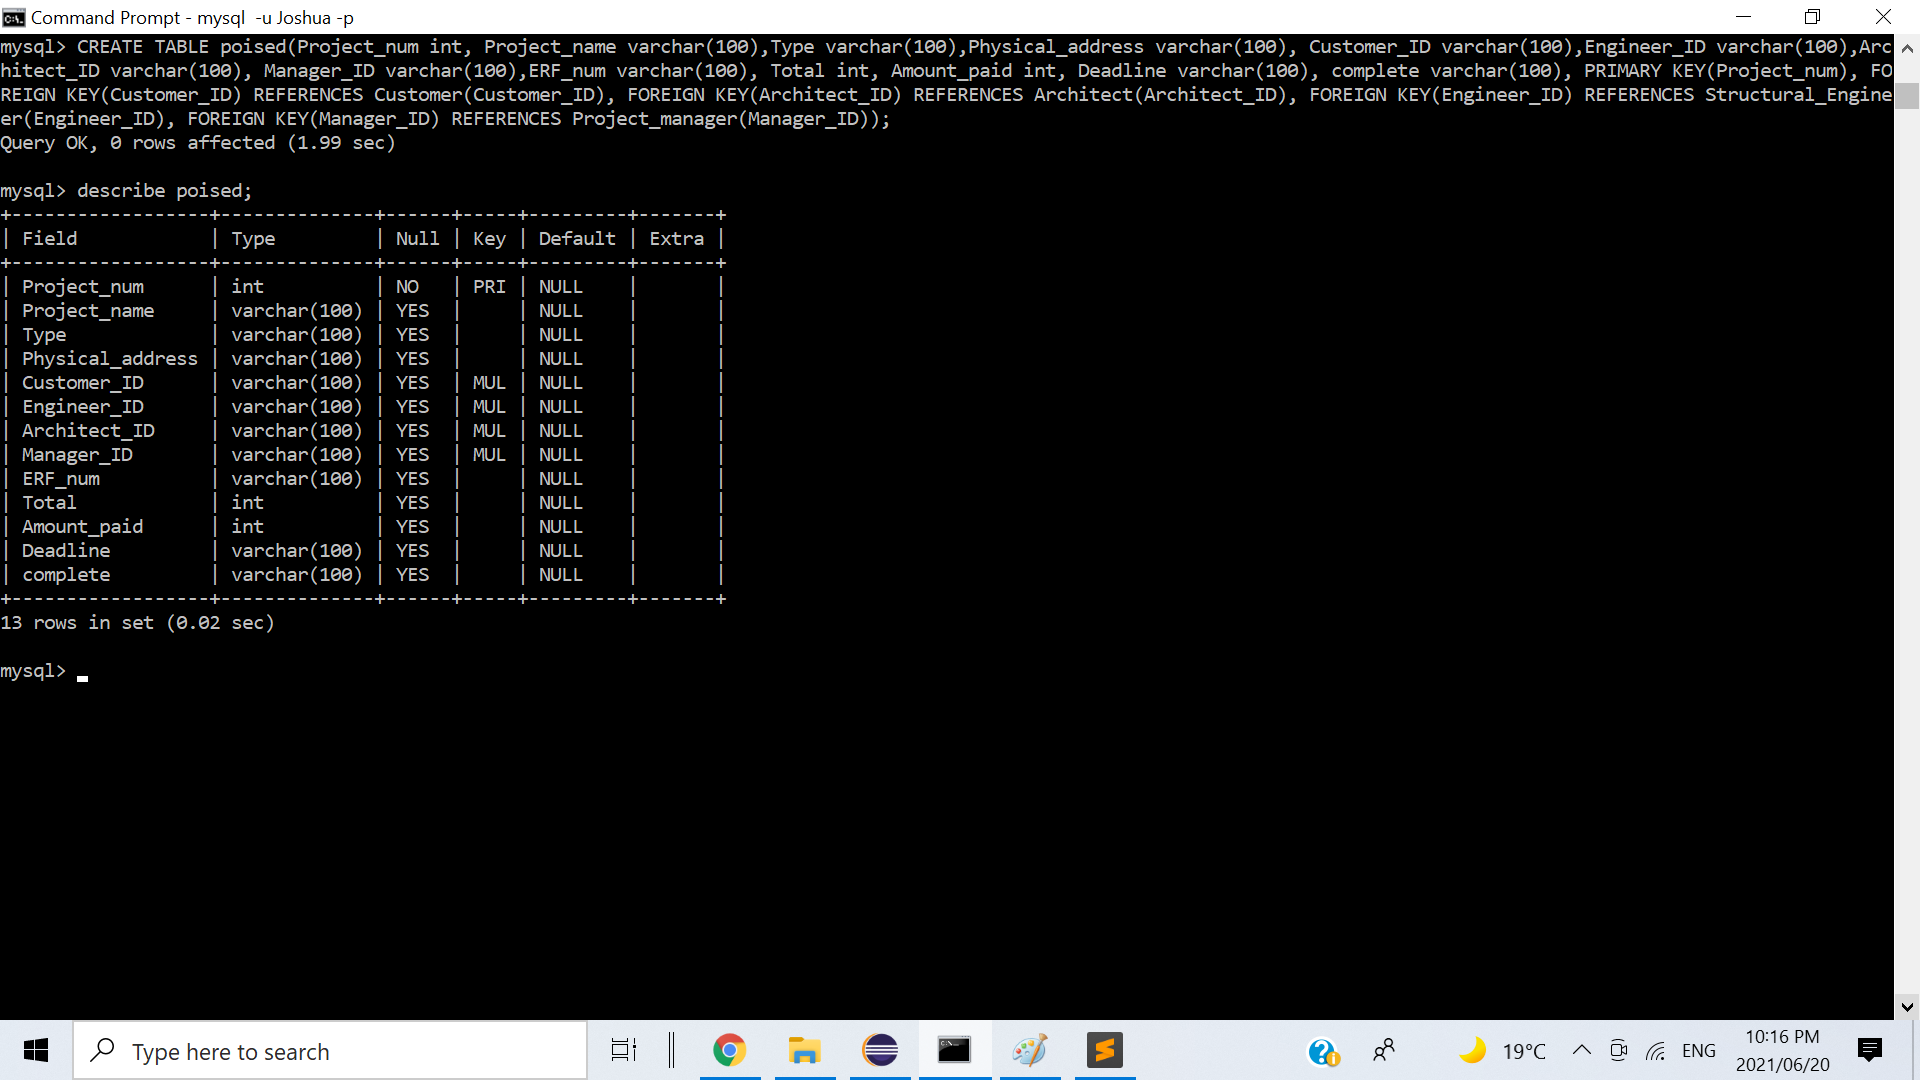 Command Prompt - mysql  -u Joshua -p
mysql> CREATE TABLE poised(Project_num int, Project_name varchar(100),Type varchar(100),Physical_address varchar(100), Customer_ID varchar(100),Engineer_ID varchar(100),Arc
hitect_ID varchar(100), Manager_ID varchar(100),ERF_num varchar(100), Total int, Amount_paid int, Deadline varchar(100), complete varchar(100), PRIMARY KEY(Project_num), FO
REIGN KEY(Customer_ID) REFERENCES Customer(Customer_ID), FOREIGN KEY(Architect_ID) REFERENCES Architect(Architect_ID), FOREIGN KEY(Engineer_ID) REFERENCES Structural_Engine
er(Engineer_ID), FOREIGN KEY(Manager_ID) REFERENCES Project_manager(Manager_ID));
Query OK, 0 rows affected (1.99 sec)
mysql> describe poised;
+------------------+--------------+------+-----+---------+-------+
| Field            | Type         | Null | Key | Default | Extra |
+------------------+--------------+------+-----+---------+-------+
| Project_num      | int          | NO   | PRI | NULL    |       |
| Project_name     | varchar(100) | YES  |     | NULL    |       |
| Type             | varchar(100) | YES  |     | NULL    |       |
| Physical_address | varchar(100) | YES  |     | NULL    |       |
| Customer_ID      | varchar(100) | YES  | MUL | NULL    |       |
| Engineer_ID      | varchar(100) | YES  | MUL | NULL    |       |
| Architect_ID     | varchar(100) | YES  | MUL | NULL    |       |
| Manager_ID       | varchar(100) | YES  | MUL | NULL    |       |
| ERF_num          | varchar(100) | YES  |     | NULL    |       |
| Total            | int          | YES  |     | NULL    |       |
| Amount_paid      | int          | YES  |     | NULL    |       |
| Deadline         | varchar(100) | YES  |     | NULL    |       |
| complete         | varchar(100) | YES  |     | NULL    |       |
+------------------+--------------+------+-----+---------+-------+
13 rows in set (0.02 sec)
mysql>
Type here to search
19°C
ENG
10:16 PM
2021/06/20